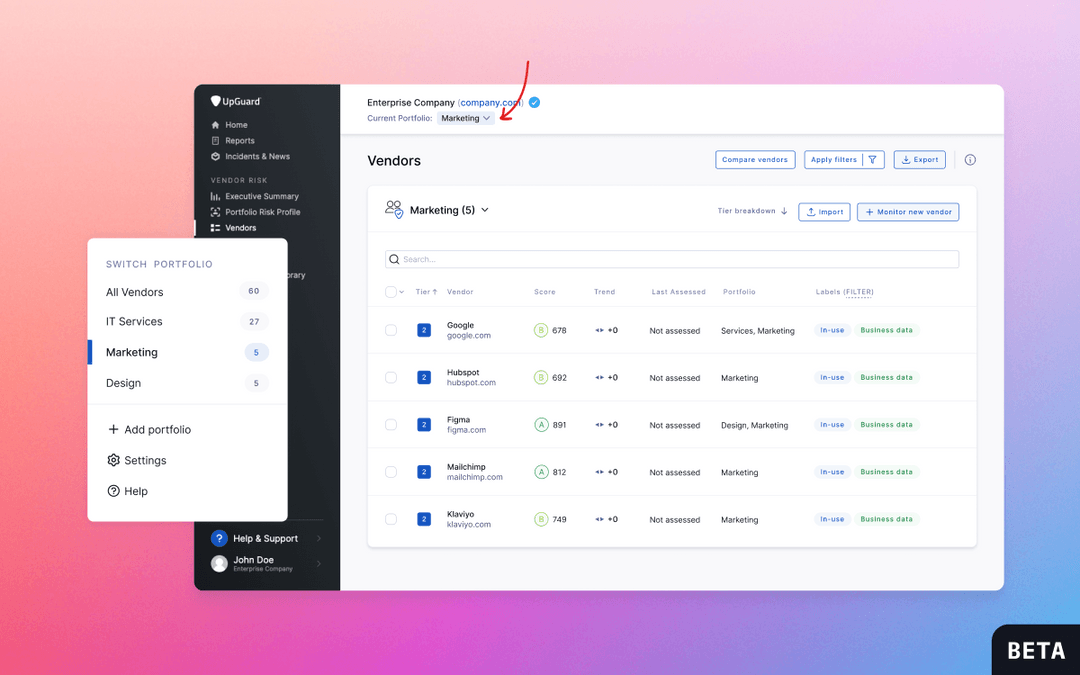 UpGuard
Home
Reports
Incidents & News
VENDOR RISK
Executive Summary
Portfolio Risk Profile
Vendors
SWITCH PORTFOLIO
All Vendors 60
IT Services 27
Marketing 5
Design 5
Add portfolio
Settings
Help
? Help & Support
John Doe
Enterprise Company
Enterprise Company (company.com)
Current Portfolio: Marketing
Vendors
Compare vendors
Apply filters
Export
Marketing (5)
Tier breakdown
Import
+ Monitor new vendor
Search...
Tier Vendor Score Trend Last Assessed Portfolio Labels (FILTER)
2 Google B 678 +0 Not assessed Services, Marketing In-use Business data
google.com
2 Hubspot B 692 +0 Not assessed Marketing In-use Business data
hubspot.com
2 Figma A 891 +0 Not assessed Design, Marketing In-use Business data
figma.com
2 Mailchimp A 812 +0 Not assessed Marketing In-use Business data
mailchimp.com
2 Klaviyo B 749 +0 Not assessed Marketing In-use Business data
klaviyo.com
BETA